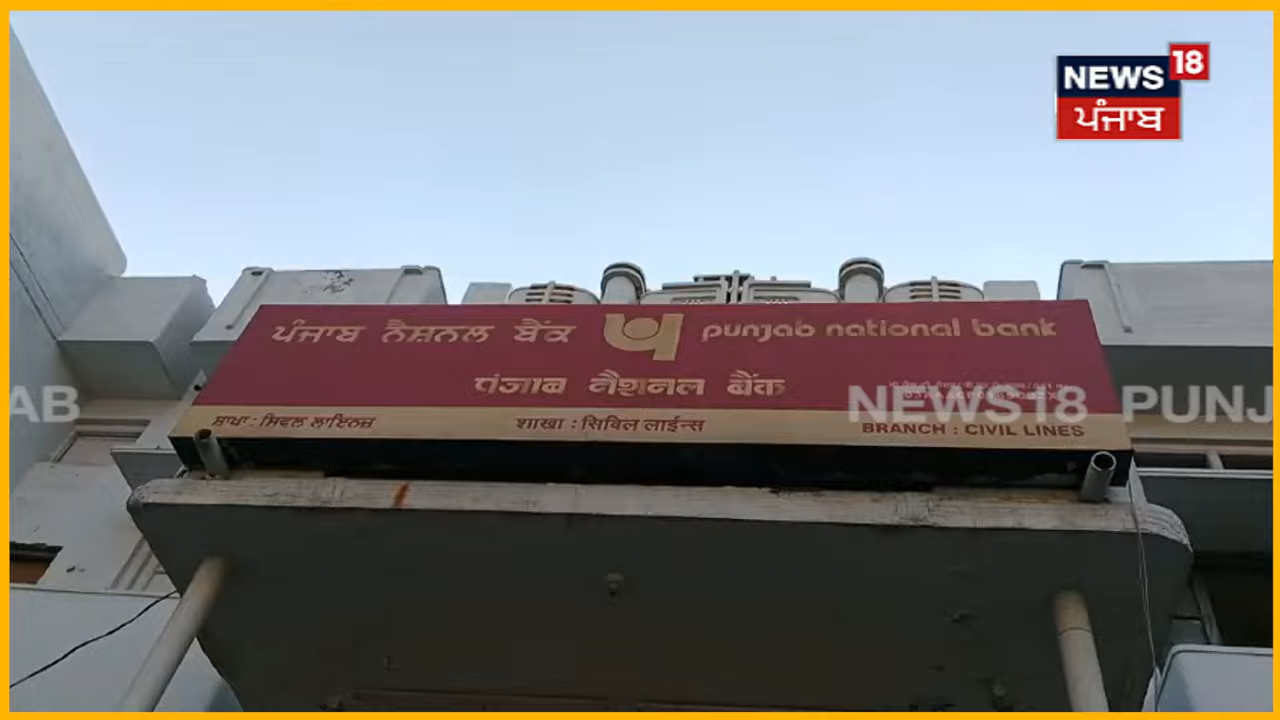 NEWS 18
ਪੰਜਾਬ
ਪੰਜਾਬ ਨੈਸ਼ਨਲ ਬੈਂਕ punjab national bank
पंजाब नैशनल बैंक
AB NEWS18 PUNJ
ਸ਼ਾਖਾ : ਸਿਵਲ ਲਾਇਨਜ਼ शाखा : सिविल लाईन्स BRANCH : CIVIL LINES